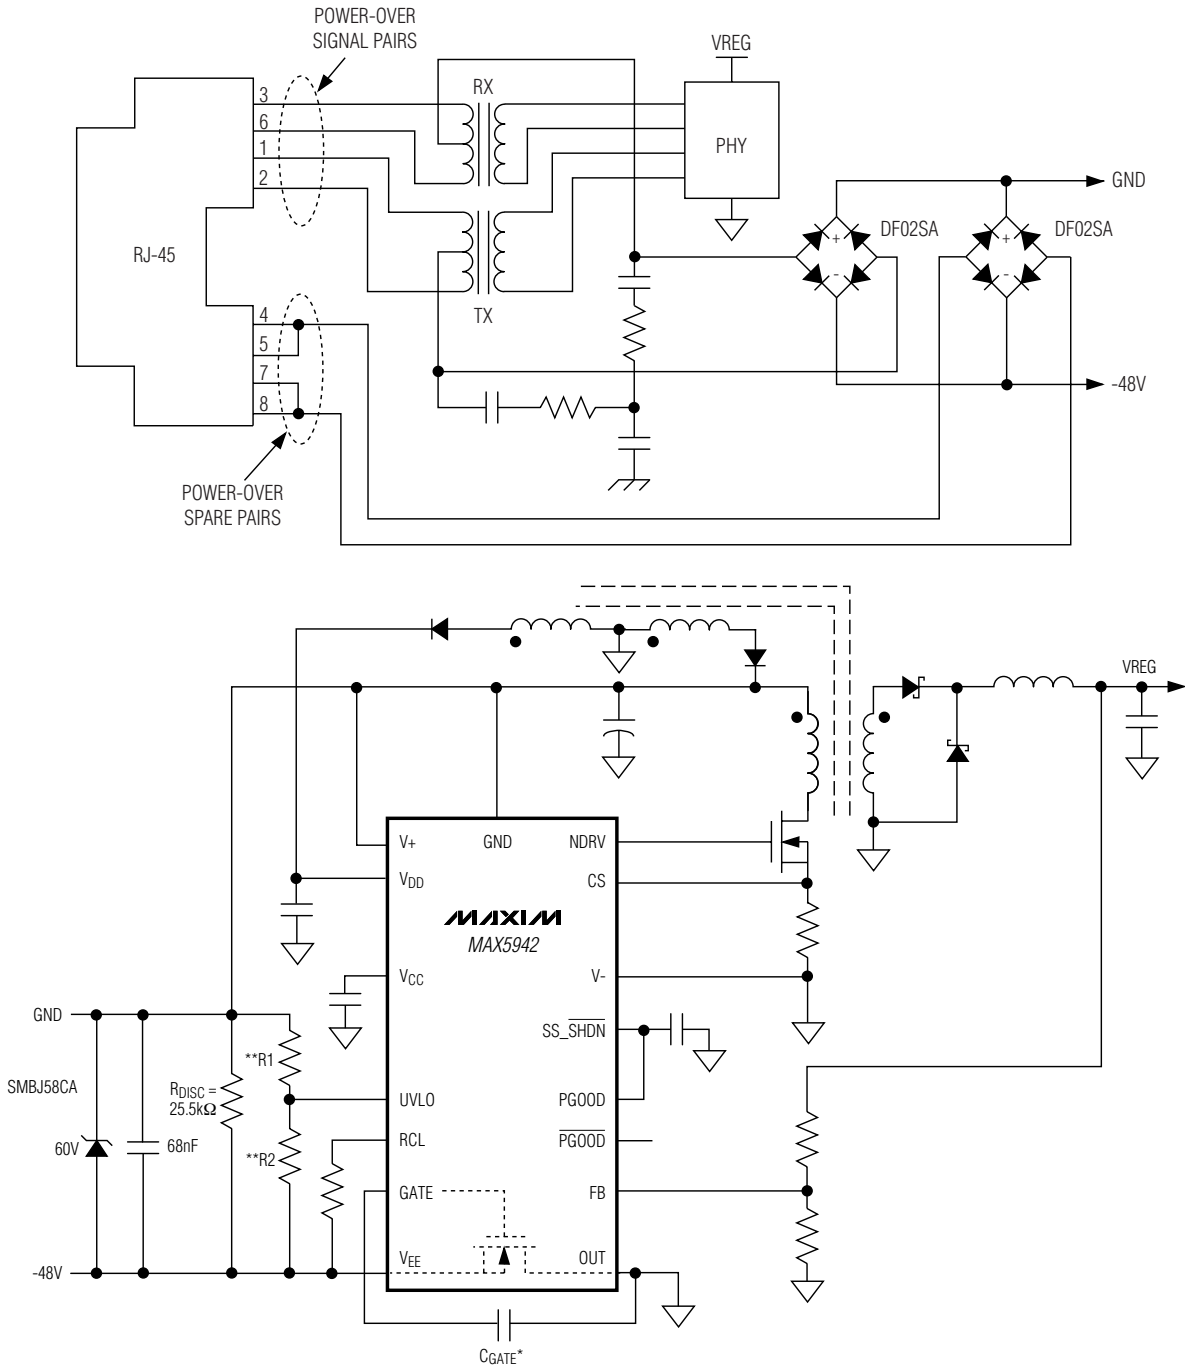 POWER-OVER
SIGNAL PAIRS
VREG
RX
3
6
1
2
PHY
GND
DF02SA
DF02SA
+
+
-
-
RJ-45
TX
4
5
7
8
-48V
POWER-OVER
SPARE PAIRS
VREG
V+
GND
NDRV
VDD
CS
MAXIM
MAX5942
VCC
V-
GND
SS_SHDN
**R1
SMBJ58CA
RDISC =
25.5kΩ
UVLO
PGOOD
60V
68nF
RCL
PGOOD
**R2
GATE
FB
VEE
OUT
-48V
CGATE*